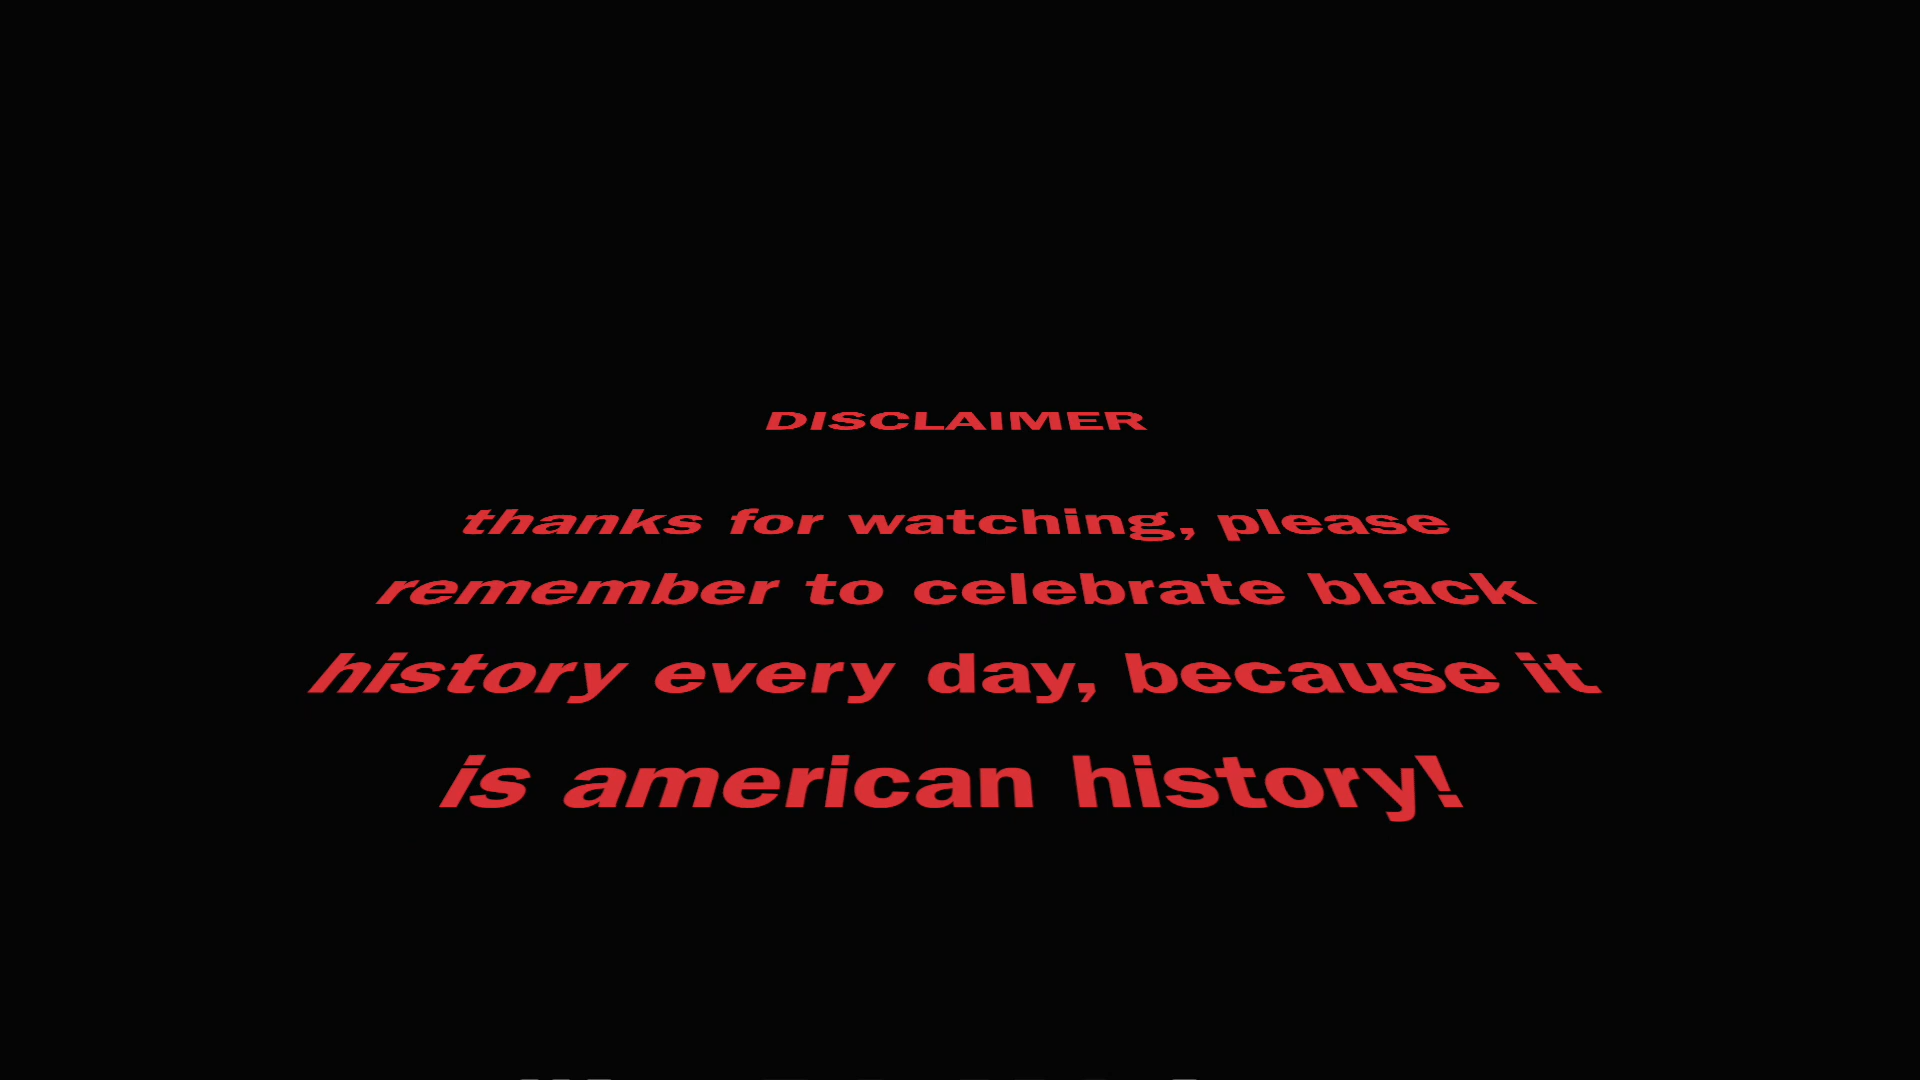 DISCLAIMER
thanks for watching, please
remember to celebrate black
history every day, because it
is american history!